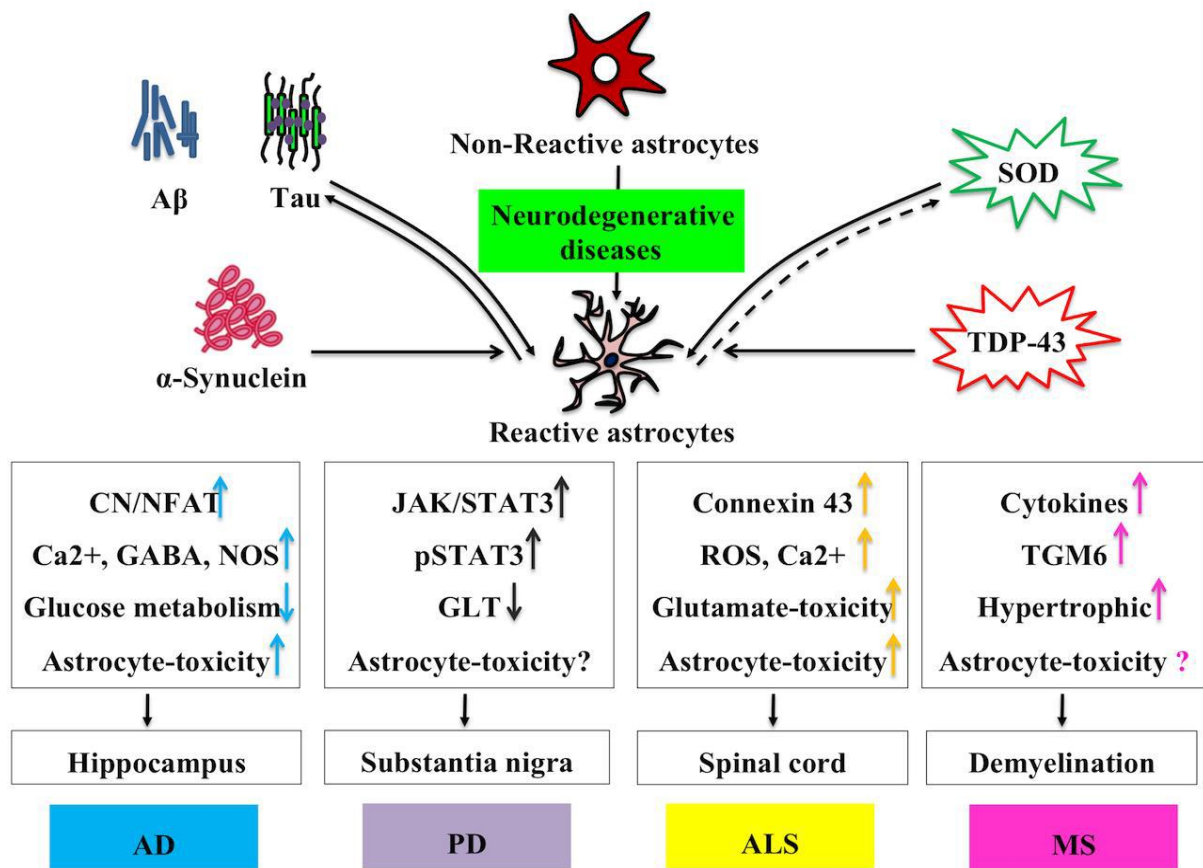 Non-Reactive astrocytes
Aβ
Tau
SOD
Neurodegenerative
diseases
α-Synuclein
TDP-43
Reactive astrocytes
CN/NFAT
Ca2+, GABA, NOS
Glucose metabolism
Astrocyte-toxicity
JAK/STAT3
pSTAT3
GLT
Astrocyte-toxicity?
Connexin 43
ROS, Ca2+
Glutamate-toxicity
Astrocyte-toxicity
Cytokines
TGM6
Hypertrophic
Astrocyte-toxicity ?
Hippocampus
Substantia nigra
Spinal cord
Demyelination
AD
PD
ALS
MS